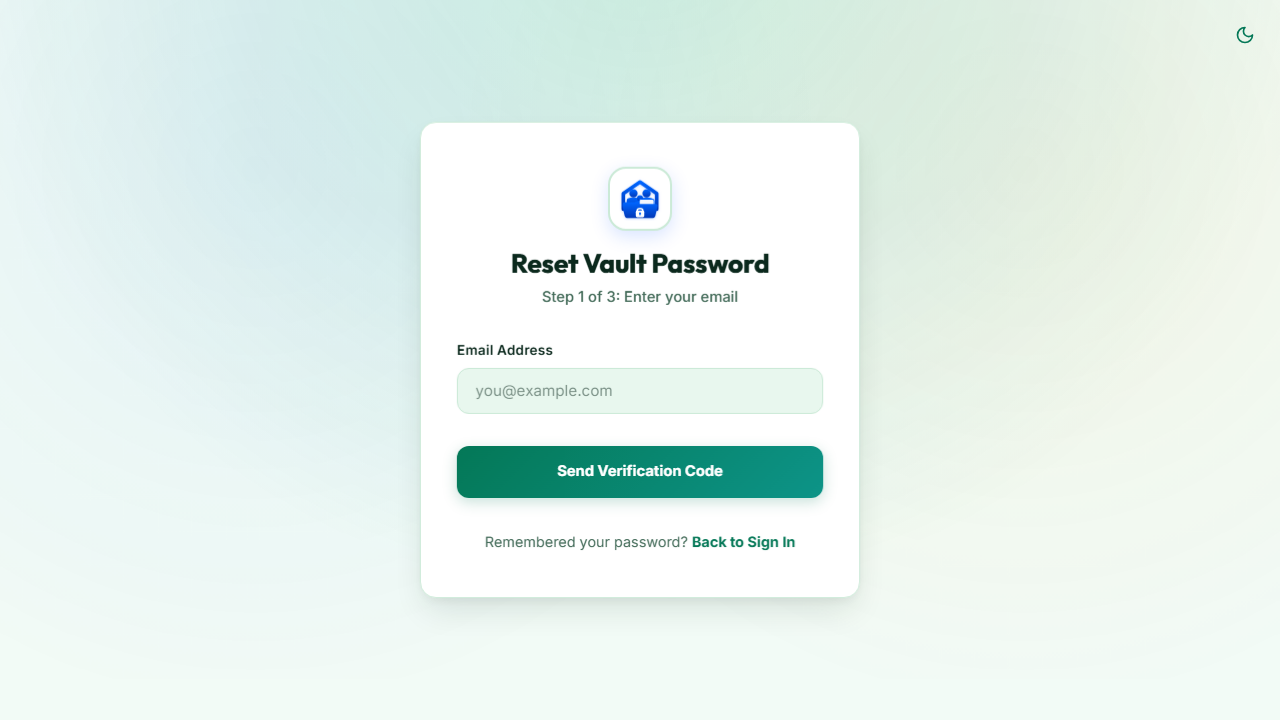 Reset Vault Password
Step 1 of 3: Enter your email
Email Address
you@example.com
Send Verification Code
Remembered your password? Back to Sign In